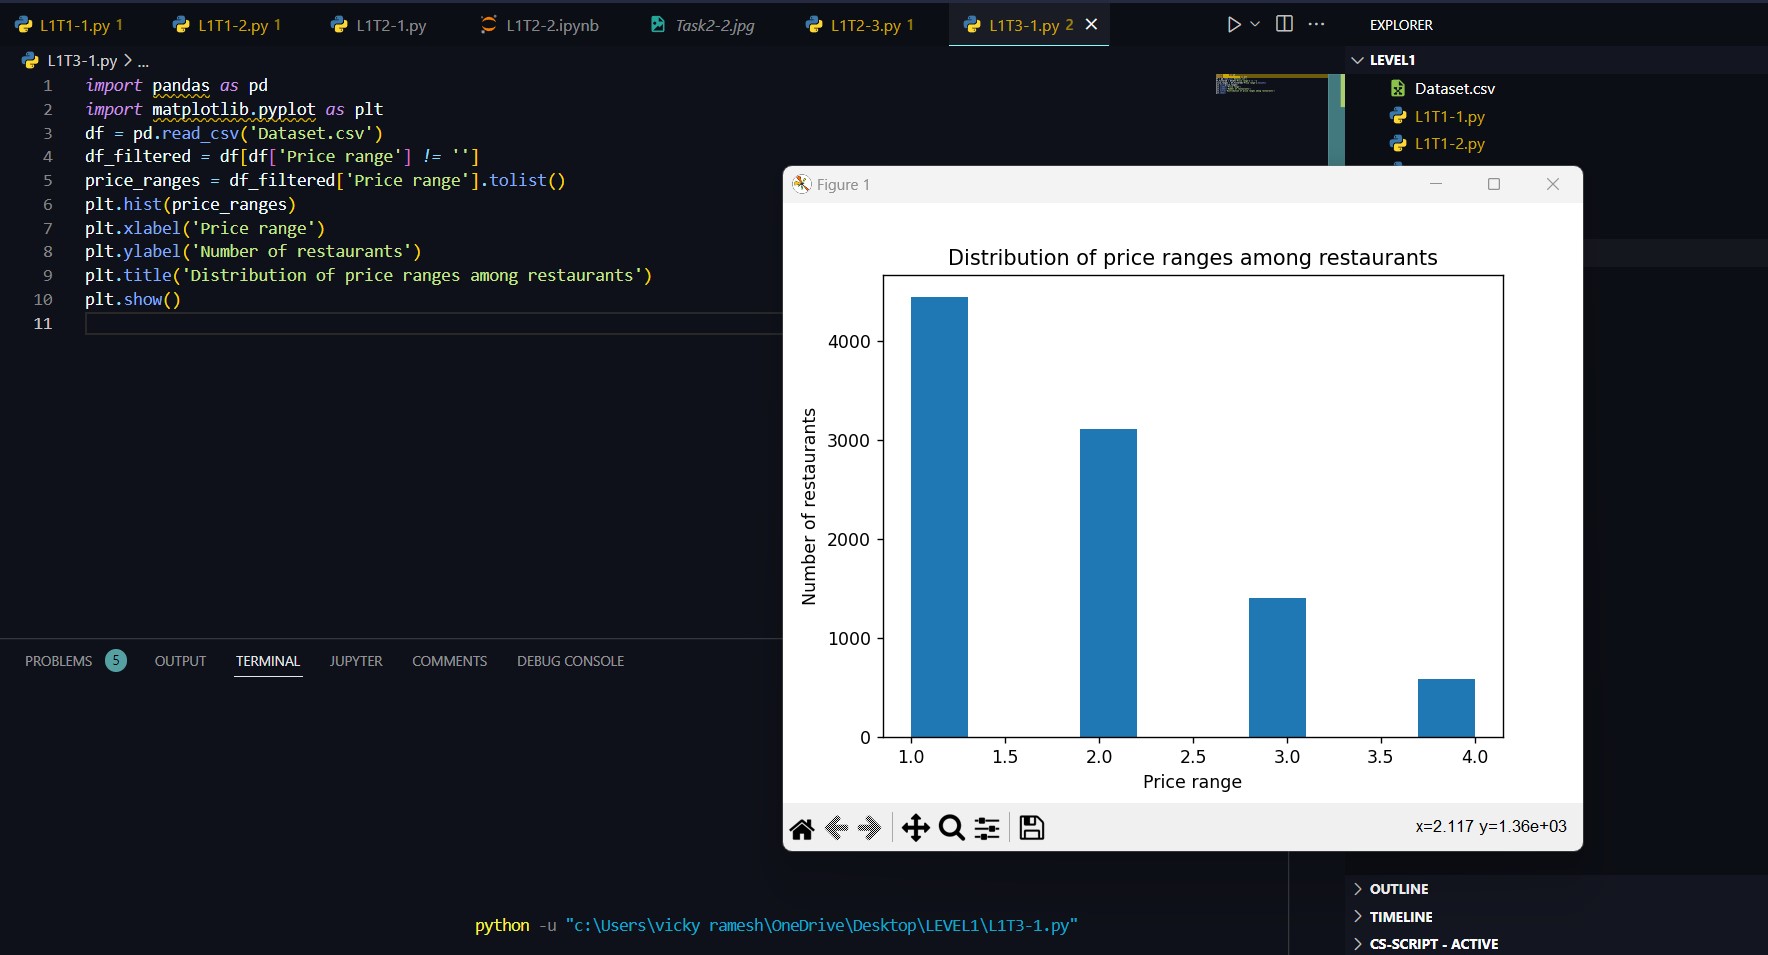 L1T1-1.py 1 L1T1-2.py 1 L1T2-1.py L1T2-2.ipynb Task2-2.jpg L1T2-3.py 1 L1T3-1.py 2
L1T3-1.py > ...
1 import pandas as pd
2 import matplotlib.pyplot as plt
3 df = pd.read_csv('Dataset.csv')
4 df_filtered = df[df['Price range'] != '']
5 price_ranges = df_filtered['Price range'].tolist()
6 plt.hist(price_ranges)
7 plt.xlabel('Price range')
8 plt.ylabel('Number of restaurants')
9 plt.title('Distribution of price ranges among restaurants')
10 plt.show()
11
EXPLORER
LEVEL1
Dataset.csv
L1T1-1.py
L1T1-2.py
Figure 1
Distribution of price ranges among restaurants
Number of restaurants
4000
3000
2000
1000
0
1.0 1.5 2.0 2.5 3.0 3.5 4.0
Price range
x=2.117 y=1.36e+03
PROBLEMS 5 OUTPUT TERMINAL JUPYTER COMMENTS DEBUG CONSOLE
python -u "c:\Users\vicky ramesh\OneDrive\Desktop\LEVEL1\L1T3-1.py"
OUTLINE
TIMELINE
CS-SCRIPT - ACTIVE